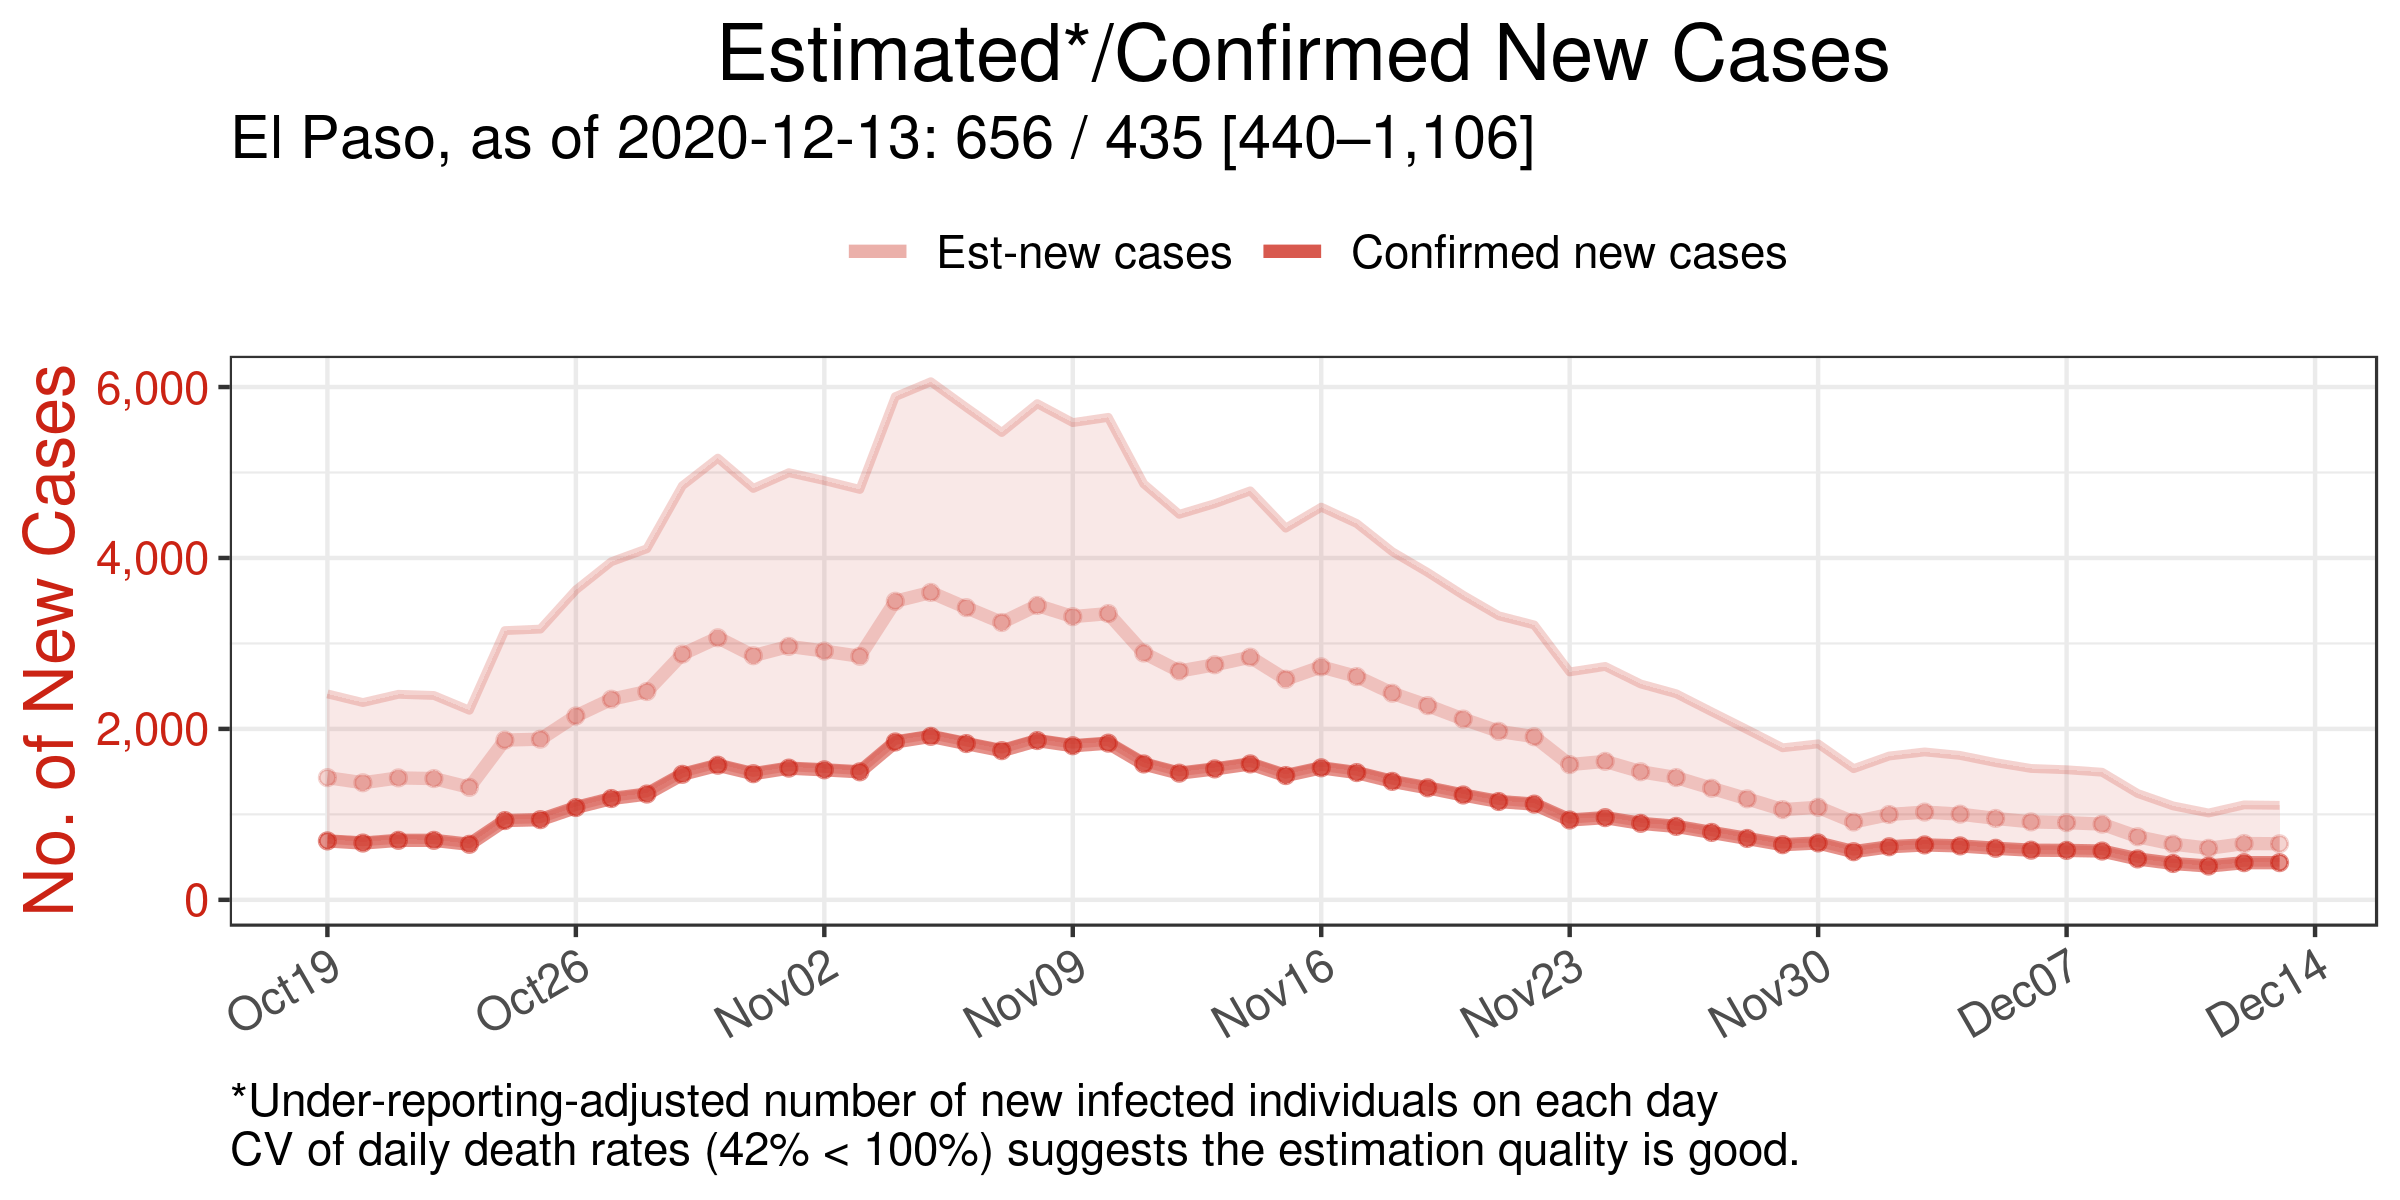 Estimated*/Confirmed New Cases
El Paso, as of 2020-12-13: 656 / 435 [440–1,106]
Est-new cases
Confirmed new cases
No. of New Cases
6,000
4,000
2,000
0
Oct19
Oct26
Nov02
Nov09
Nov16
Nov23
Nov30
Dec07
Dec14
*Under-reporting-adjusted number of new infected individuals on each day
CV of daily death rates (42% < 100%) suggests the estimation quality is good.